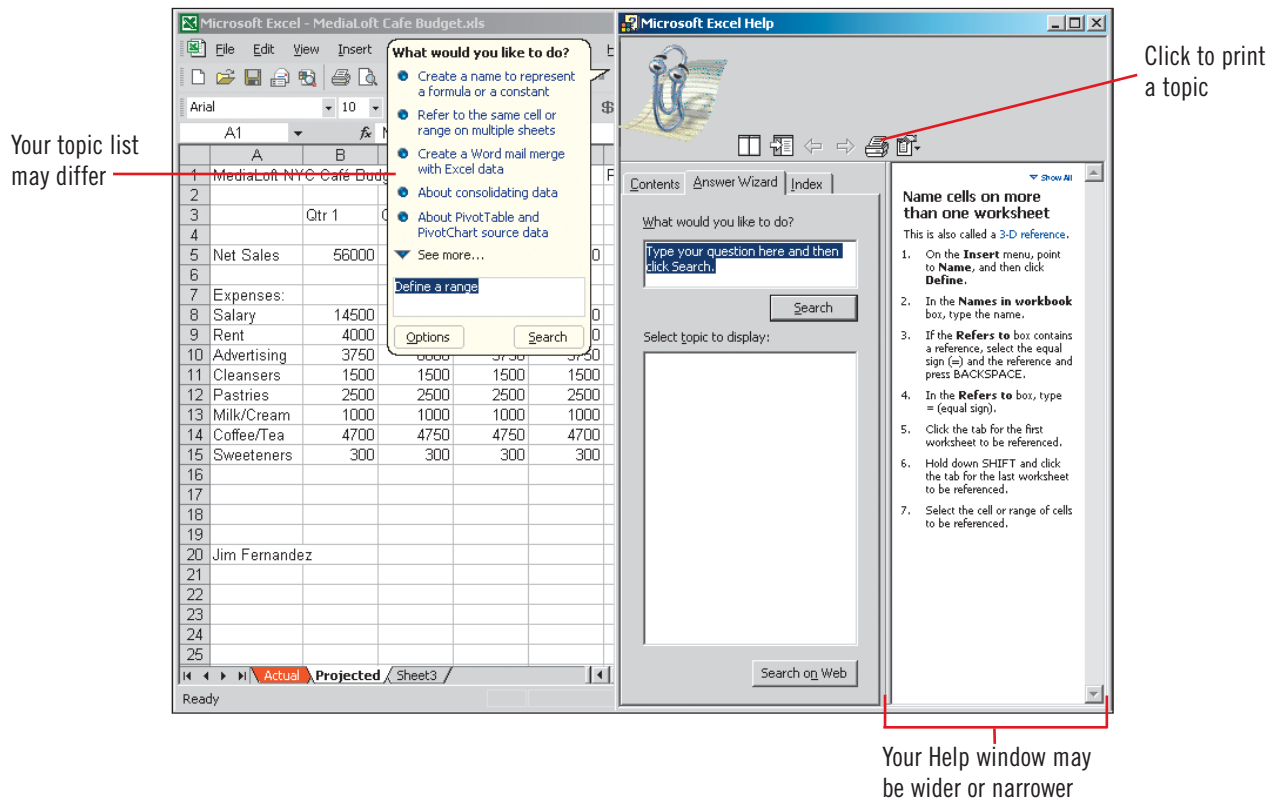 Microsoft Excel - MediaLoft Cafe Budget.xls
File Edit View Insert
Arial 10 $
A1 fx
A B
1 MediaLoft NYC Café Bud F
2
3 Qtr 1
4
5 Net Sales 56000 0
6
7 Expenses:
8 Salary 14500 0
9 Rent 4000 0
10 Advertising 3750 3750 3750
11 Cleansers 1500 1500 1500 1500
12 Pastries 2500 2500 2500 2500
13 Milk/Cream 1000 1000 1000 1000
14 Coffee/Tea 4700 4750 4750 4700
15 Sweeteners 300 300 300 300
16
17
18
19
20 Jim Fernandez
21
22
23
24
25
Actual Projected Sheet3
Ready
What would you like to do?
Create a name to represent
a formula or a constant
Refer to the same cell or
range on multiple sheets
Create a Word mail merge
with Excel data
About consolidating data
About PivotTable and
PivotChart source data
See more...
Define a range
Options Search
Microsoft Excel Help
Contents Answer Wizard Index
What would you like to do?
Type your question here and then
click Search.
Search
Select topic to display:
Search on Web
Show All
Name cells on more
than one worksheet
This is also called a 3-D reference.
1. On the Insert menu, point
to Name, and then click
Define.
2. In the Names in workbook
box, type the name.
3. If the Refers to box contains
a reference, select the equal
sign (=) and the reference and
press BACKSPACE.
4. In the Refers to box, type
= (equal sign).
5. Click the tab for the first
worksheet to be referenced.
6. Hold down SHIFT and click
the tab for the last worksheet
to be referenced.
7. Select the cell or range of cells
to be referenced.
Your topic list
may differ
Click to print
a topic
Your Help window may
be wider or narrower